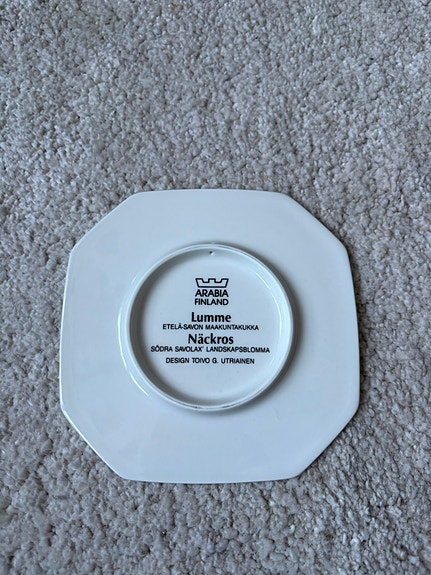 ARABIA
FINLAND
Lumme
ETELÄ-SAVON MAAKUNTAKUKKA
Näckros
SÖDRA SAVOLAX' LANDSKAPSBLOMMA
DESIGN TOIVO G. UTRIAINEN